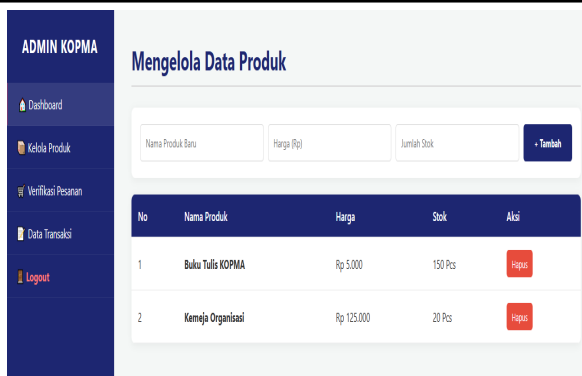 ADMIN KOPMA
Dashboard
Kelola Produk
Verifikasi Pesanan
Data Transaksi
Logout
Mengelola Data Produk
Nama Produk Baru Harga (Rp) Jumlah Stok + Tambah
No Nama Produk Harga Stok Aksi
1 Buku Tulis KOPMA Rp 5.000 150 Pcs Hapus
2 Kemeja Organisasi Rp 125.000 20 Pcs Hapus